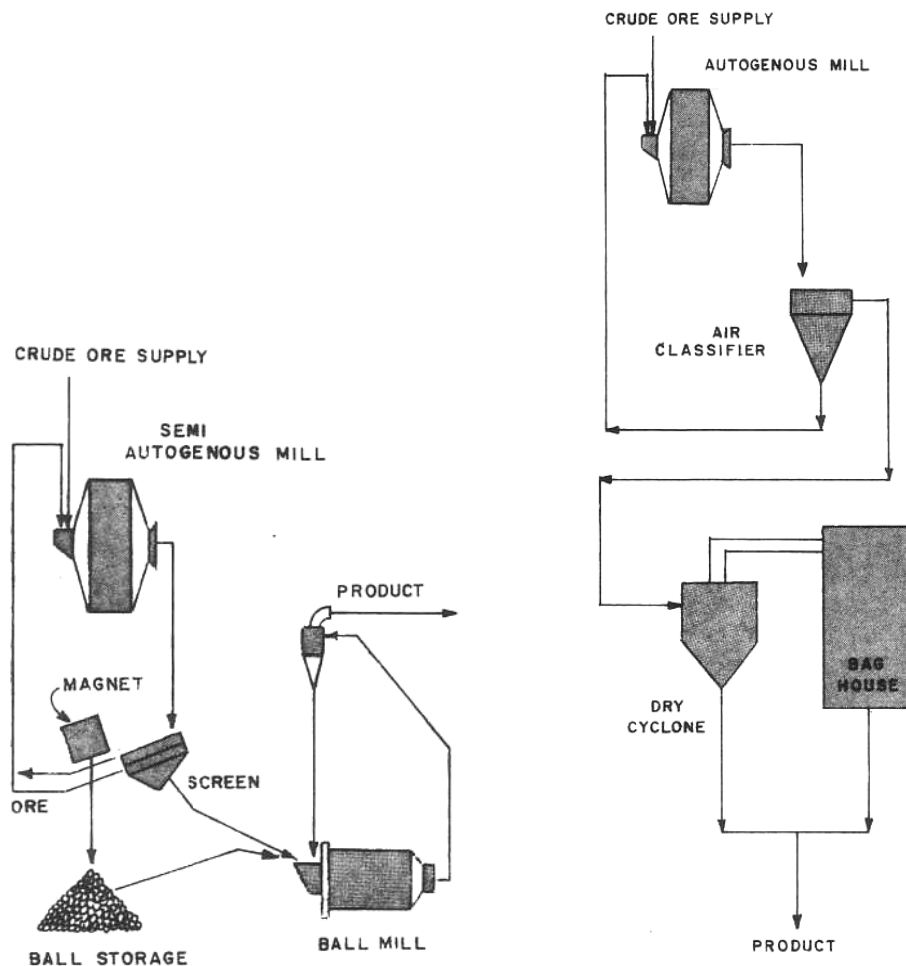 CRUDE ORE SUPPLY
SEMI
AUTOGENOUS MILL
PRODUCT
MAGNET
SCREEN
ORE
BALL STORAGE
BALL MILL
CRUDE ORE SUPPLY
AUTOGENOUS MILL
AIR
CLASSIFIER
BAG
HOUSE
DRY
CYCLONE
PRODUCT